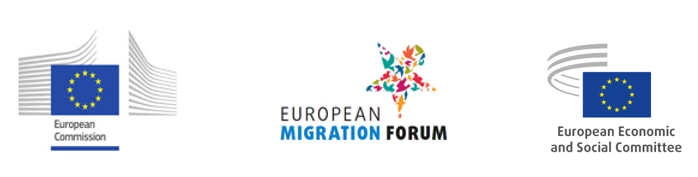 European
Commission
EUROPEAN
MIGRATION FORUM
European Economic
and Social Committee